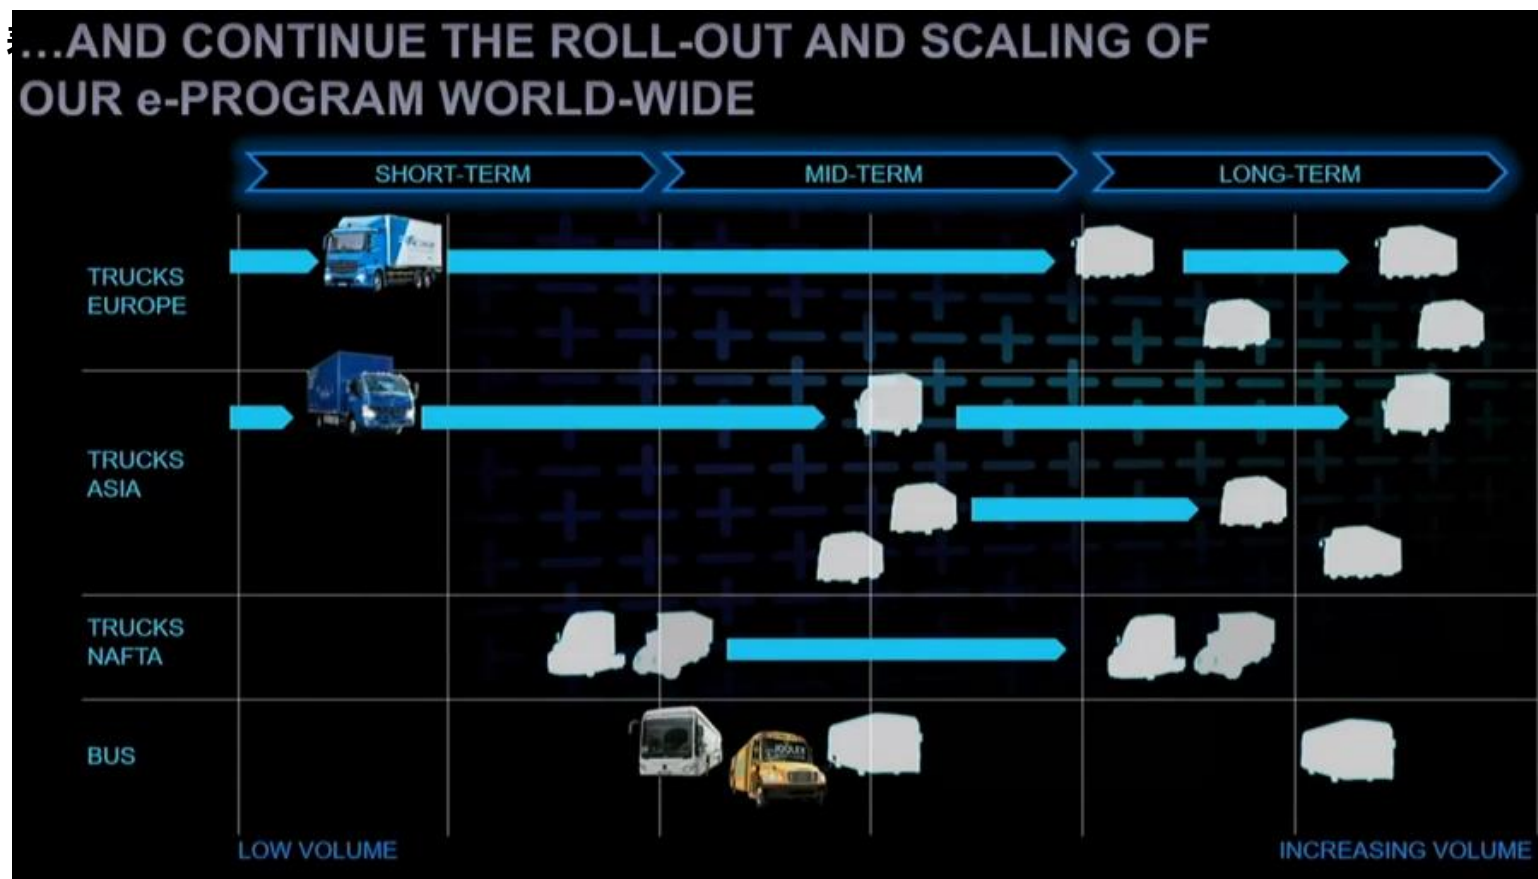 …AND CONTINUE THE ROLL-OUT AND SCALING OF
OUR e-PROGRAM WORLD-WIDE
SHORT-TERM
MID-TERM
LONG-TERM
TRUCKS
EUROPE
TRUCKS
ASIA
TRUCKS
NAFTA
BUS
LOW VOLUME
INCREASING VOLUME